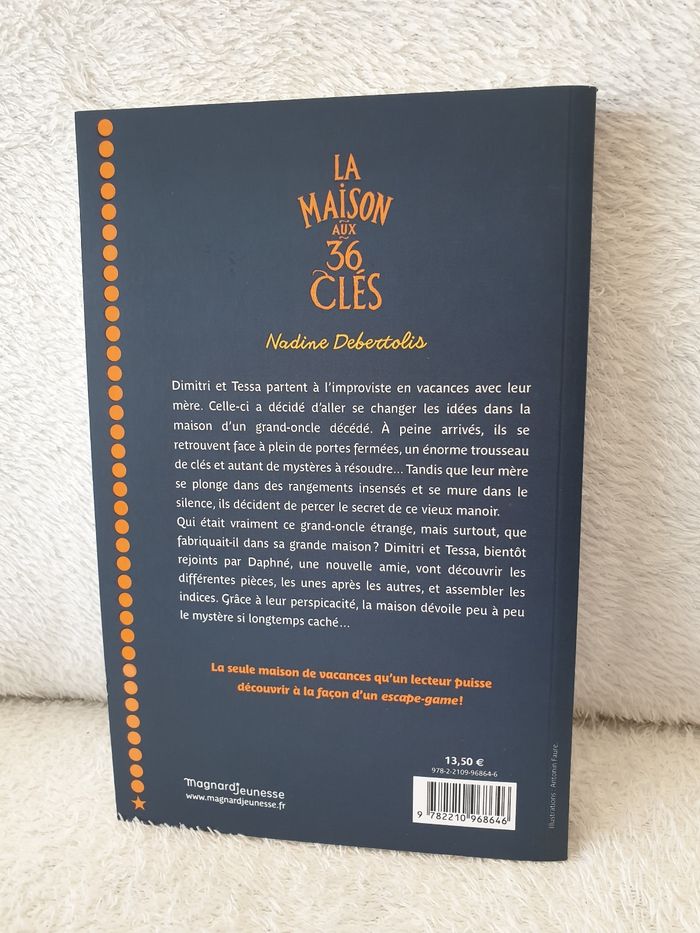 LA
MAiSON
AUX
36
CLÉS
Nadine Debertolis
Dimitri et Tessa partent à l'improviste en vacances avec leur
mère. Celle-ci a décidé d'aller se changer les idées dans la
maison d'un grand-oncle décédé. À peine arrivés, ils se
retrouvent face à plein de portes fermées, un énorme trousseau
de clés et autant de mystères à résoudre... Tandis que leur mère
se plonge dans des rangements insensés et se mure dans le
silence, ils décident de percer le secret de ce vieux manoir.
Qui était vraiment ce grand-oncle étrange, mais surtout, que
fabriquait-il dans sa grande maison ? Dimitri et Tessa, bientôt
rejoints par Daphné, une nouvelle amie, vont découvrir les
différentes pièces, les unes après les autres, et assembler les
indices. Grâce à leur perspicacité, la maison dévoile peu à peu
le mystère si longtemps caché...
La seule maison de vacances qu'un lecteur puisse
découvrir à la façon d'un escape-game !
13,50 €
978-2-2109-96864-6
9 782210 968646
magnardjeunesse
www.magnardjeunesse.fr
Illustrations : Antonin Faure.